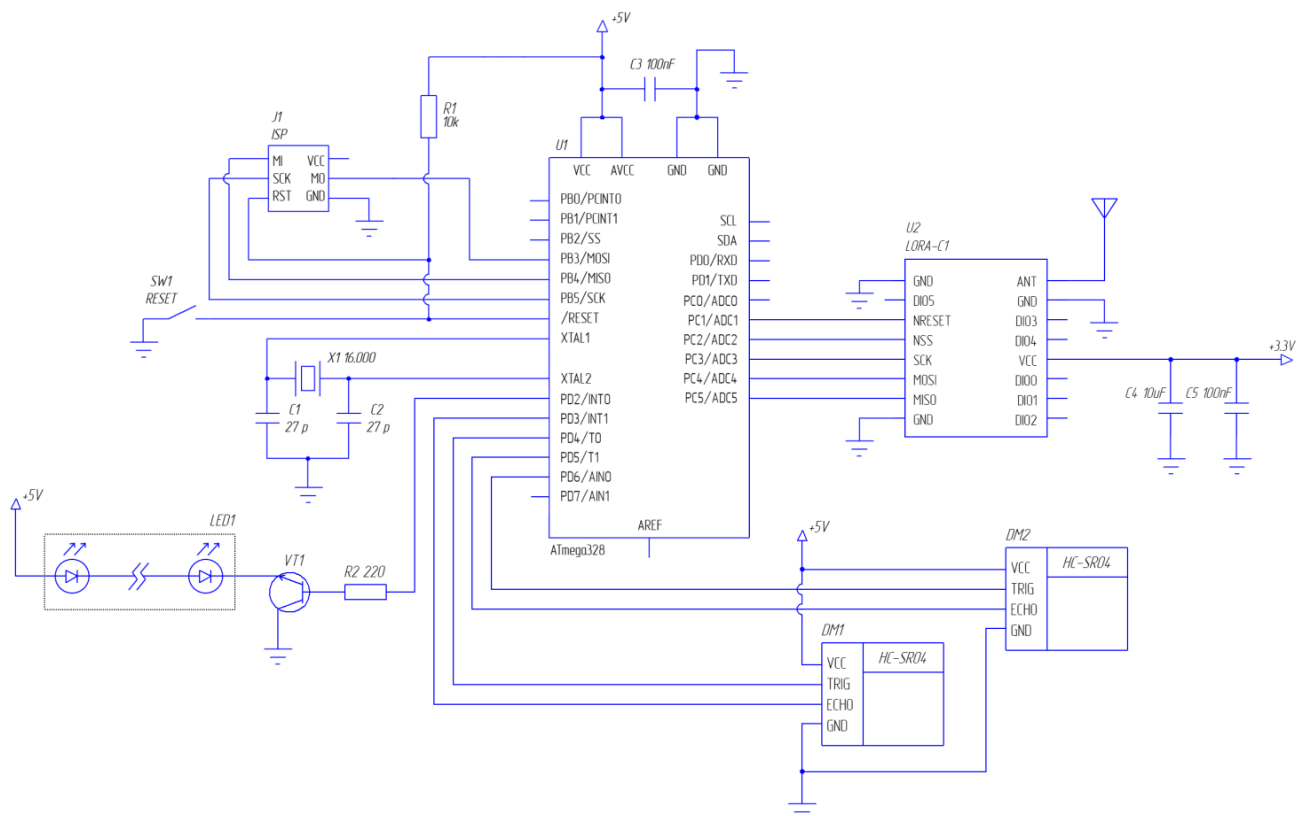 +5V
C3 100nF
R1
10k
J1
ISP
MI VCC
SCK MO
RST GND
U1
VCC AVCC GND GND
PB0/PCINT0
PB1/PCINT1
PB2/SS
PB3/MOSI
PB4/MISO
PB5/SCK
/RESET
XTAL1
XTAL2
PD2/INT0
PD3/INT1
PD4/T0
PD5/T1
PD6/AIN0
PD7/AIN1
SCL
SDA
PD0/RXD
PD1/TXD
PC0/ADC0
PC1/ADC1
PC2/ADC2
PC3/ADC3
PC4/ADC4
PC5/ADC5
AREF
ATmega328
SW1
RESET
X1 16.000
C1
27 p
C2
27 p
U2
LORA-C1
GND ANT
DIO5 GND
NRESET DIO3
NSS DIO4
SCK VCC
MOSI DIO0
MISO DIO1
GND DIO2
+3.3V
C4 10uF
C5 100nF
+5V
LED1
VT1
R2 220
+5V
DM2
HC-SR04
VCC
TRIG
ECHO
GND
DM1
HC-SR04
VCC
TRIG
ECHO
GND